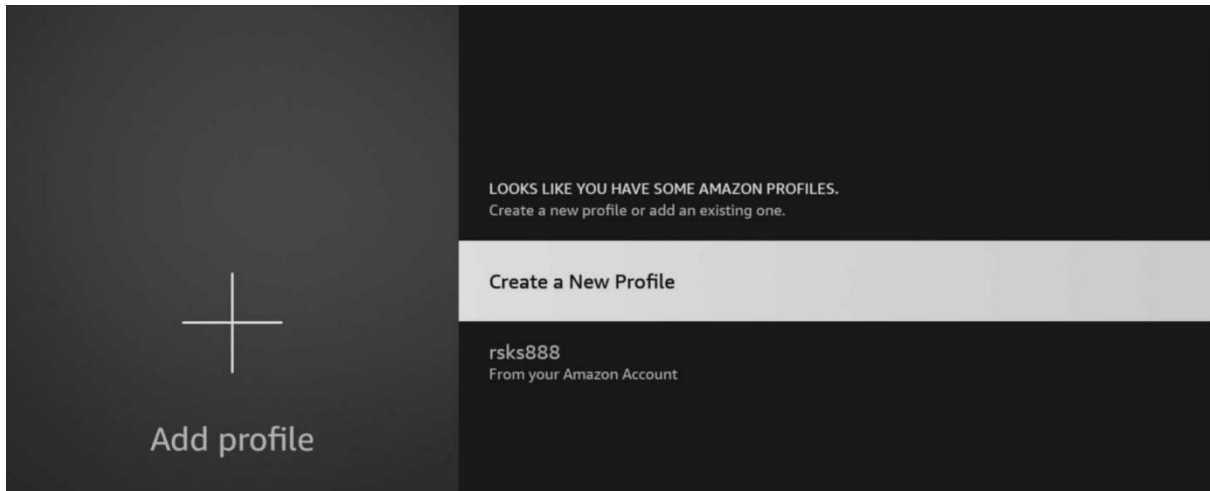 Add profile
LOOKS LIKE YOU HAVE SOME AMAZON PROFILES.
Create a new profile or add an existing one.
Create a New Profile
rsks888
From your Amazon Account